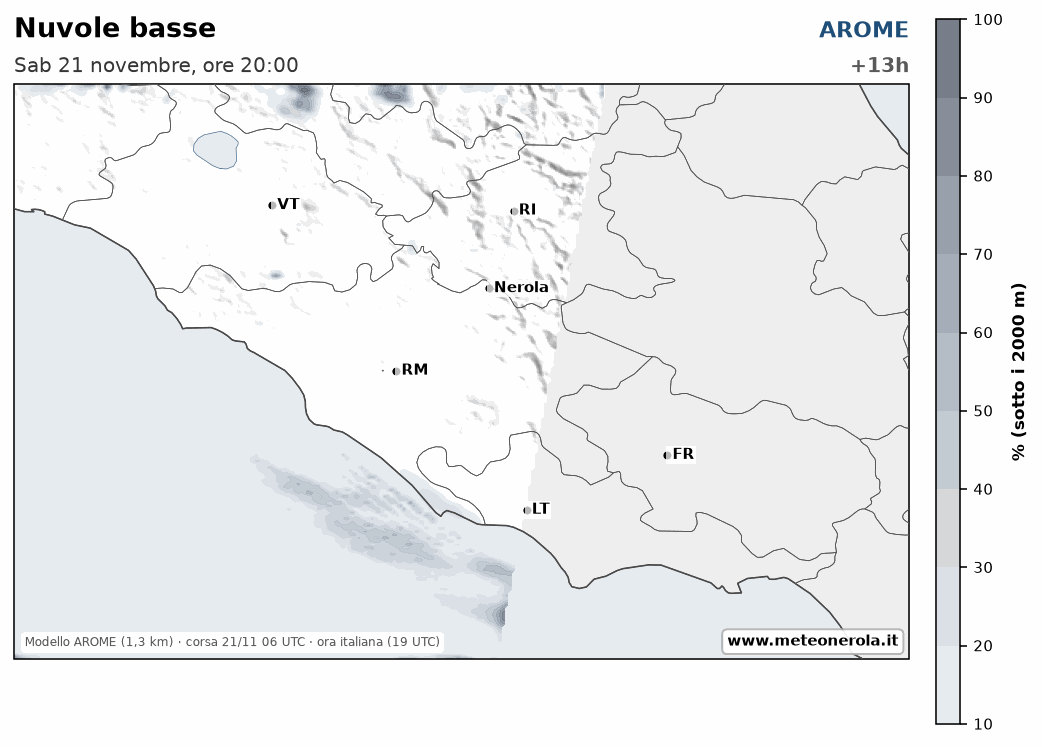 Nuvole basse
AROME
Sab 21 novembre, ore 20:00
+13h
100
90
80
70
60
50
40
30
20
10
% (sotto i 2000 m)
VT
RI
Nerola
RM
FR
LT
Modello AROME (1,3 km) · corsa 21/11 06 UTC · ora italiana (19 UTC)
www.meteonerola.it